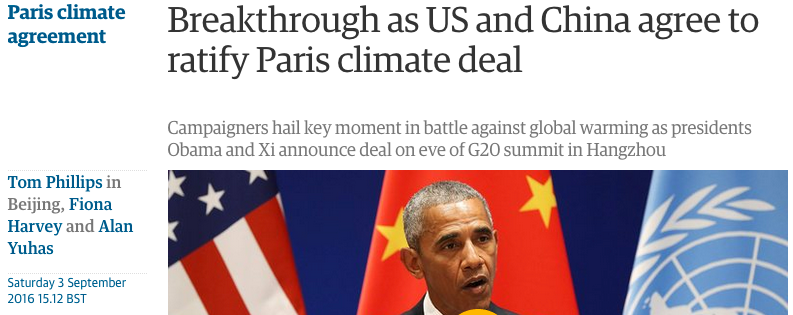 Paris climate
agreement
Breakthrough as US and China agree to
ratify Paris climate deal
Campaigners hail key moment in battle against global warming as presidents
Obama and Xi announce deal on eve of G20 summit in Hangzhou
Tom Phillips in
Beijing, Fiona
Harvey and Alan
Yuhas
Saturday 3 September
2016 15.12 BST